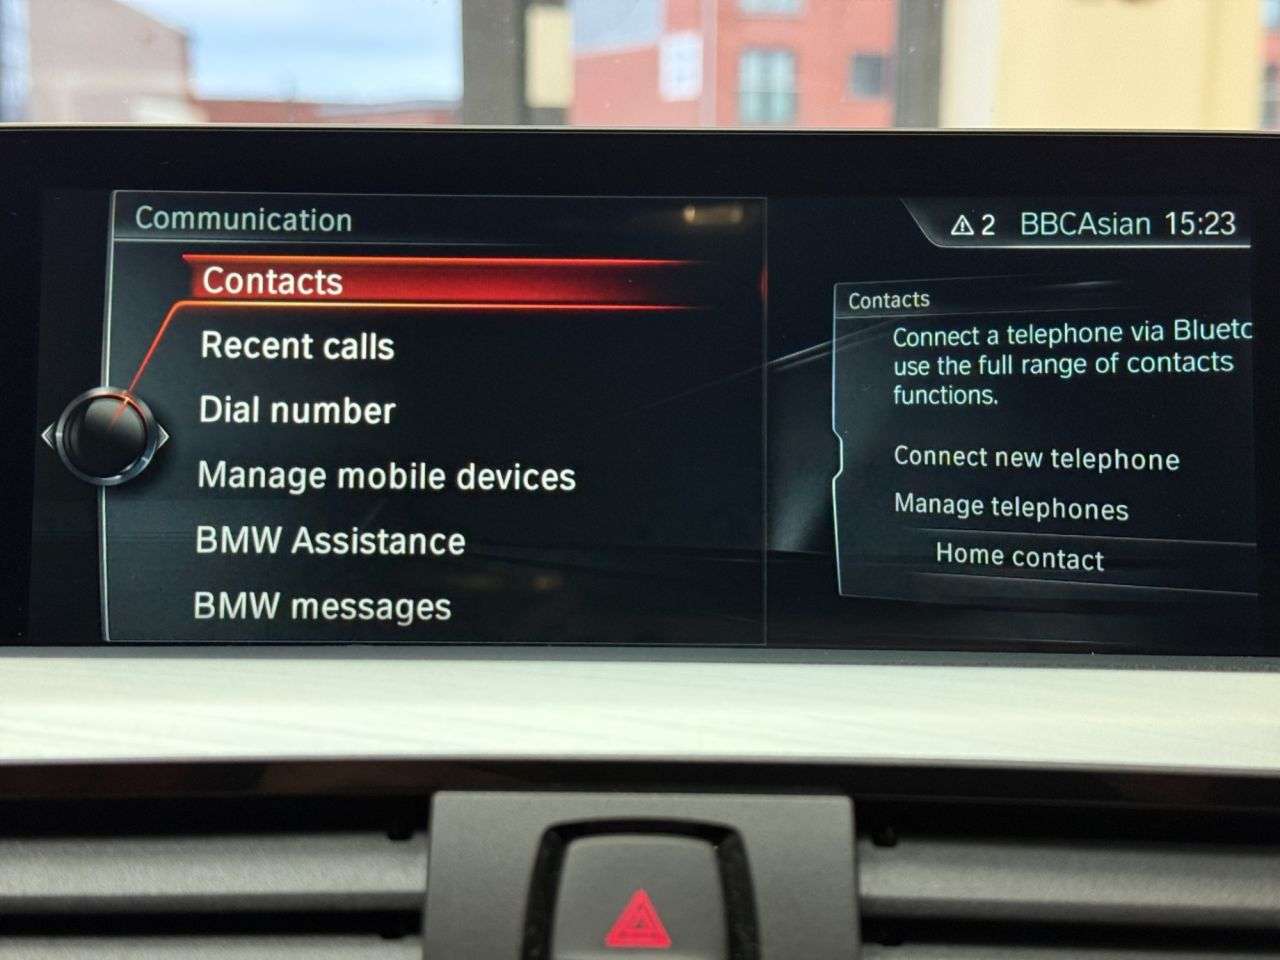 Communication
Contacts
Recent calls
Dial number
Manage mobile devices
BMW Assistance
BMW messages
2 BBCAsian 15:23
Contacts
Connect a telephone via Bluetc
use the full range of contacts
functions.
Connect new telephone
Manage telephones
Home contact